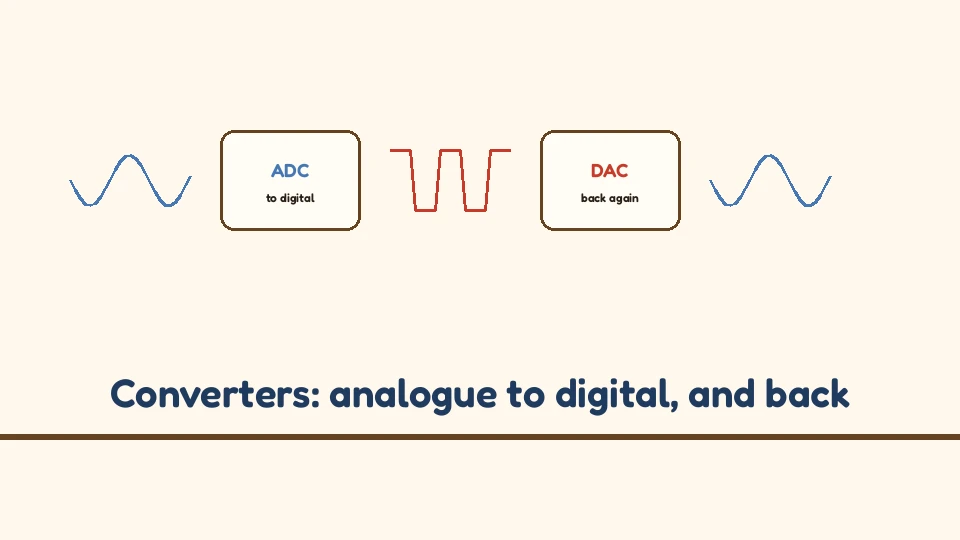 ADC
to digital
DAC
back again
Converters: analogue to digital, and back